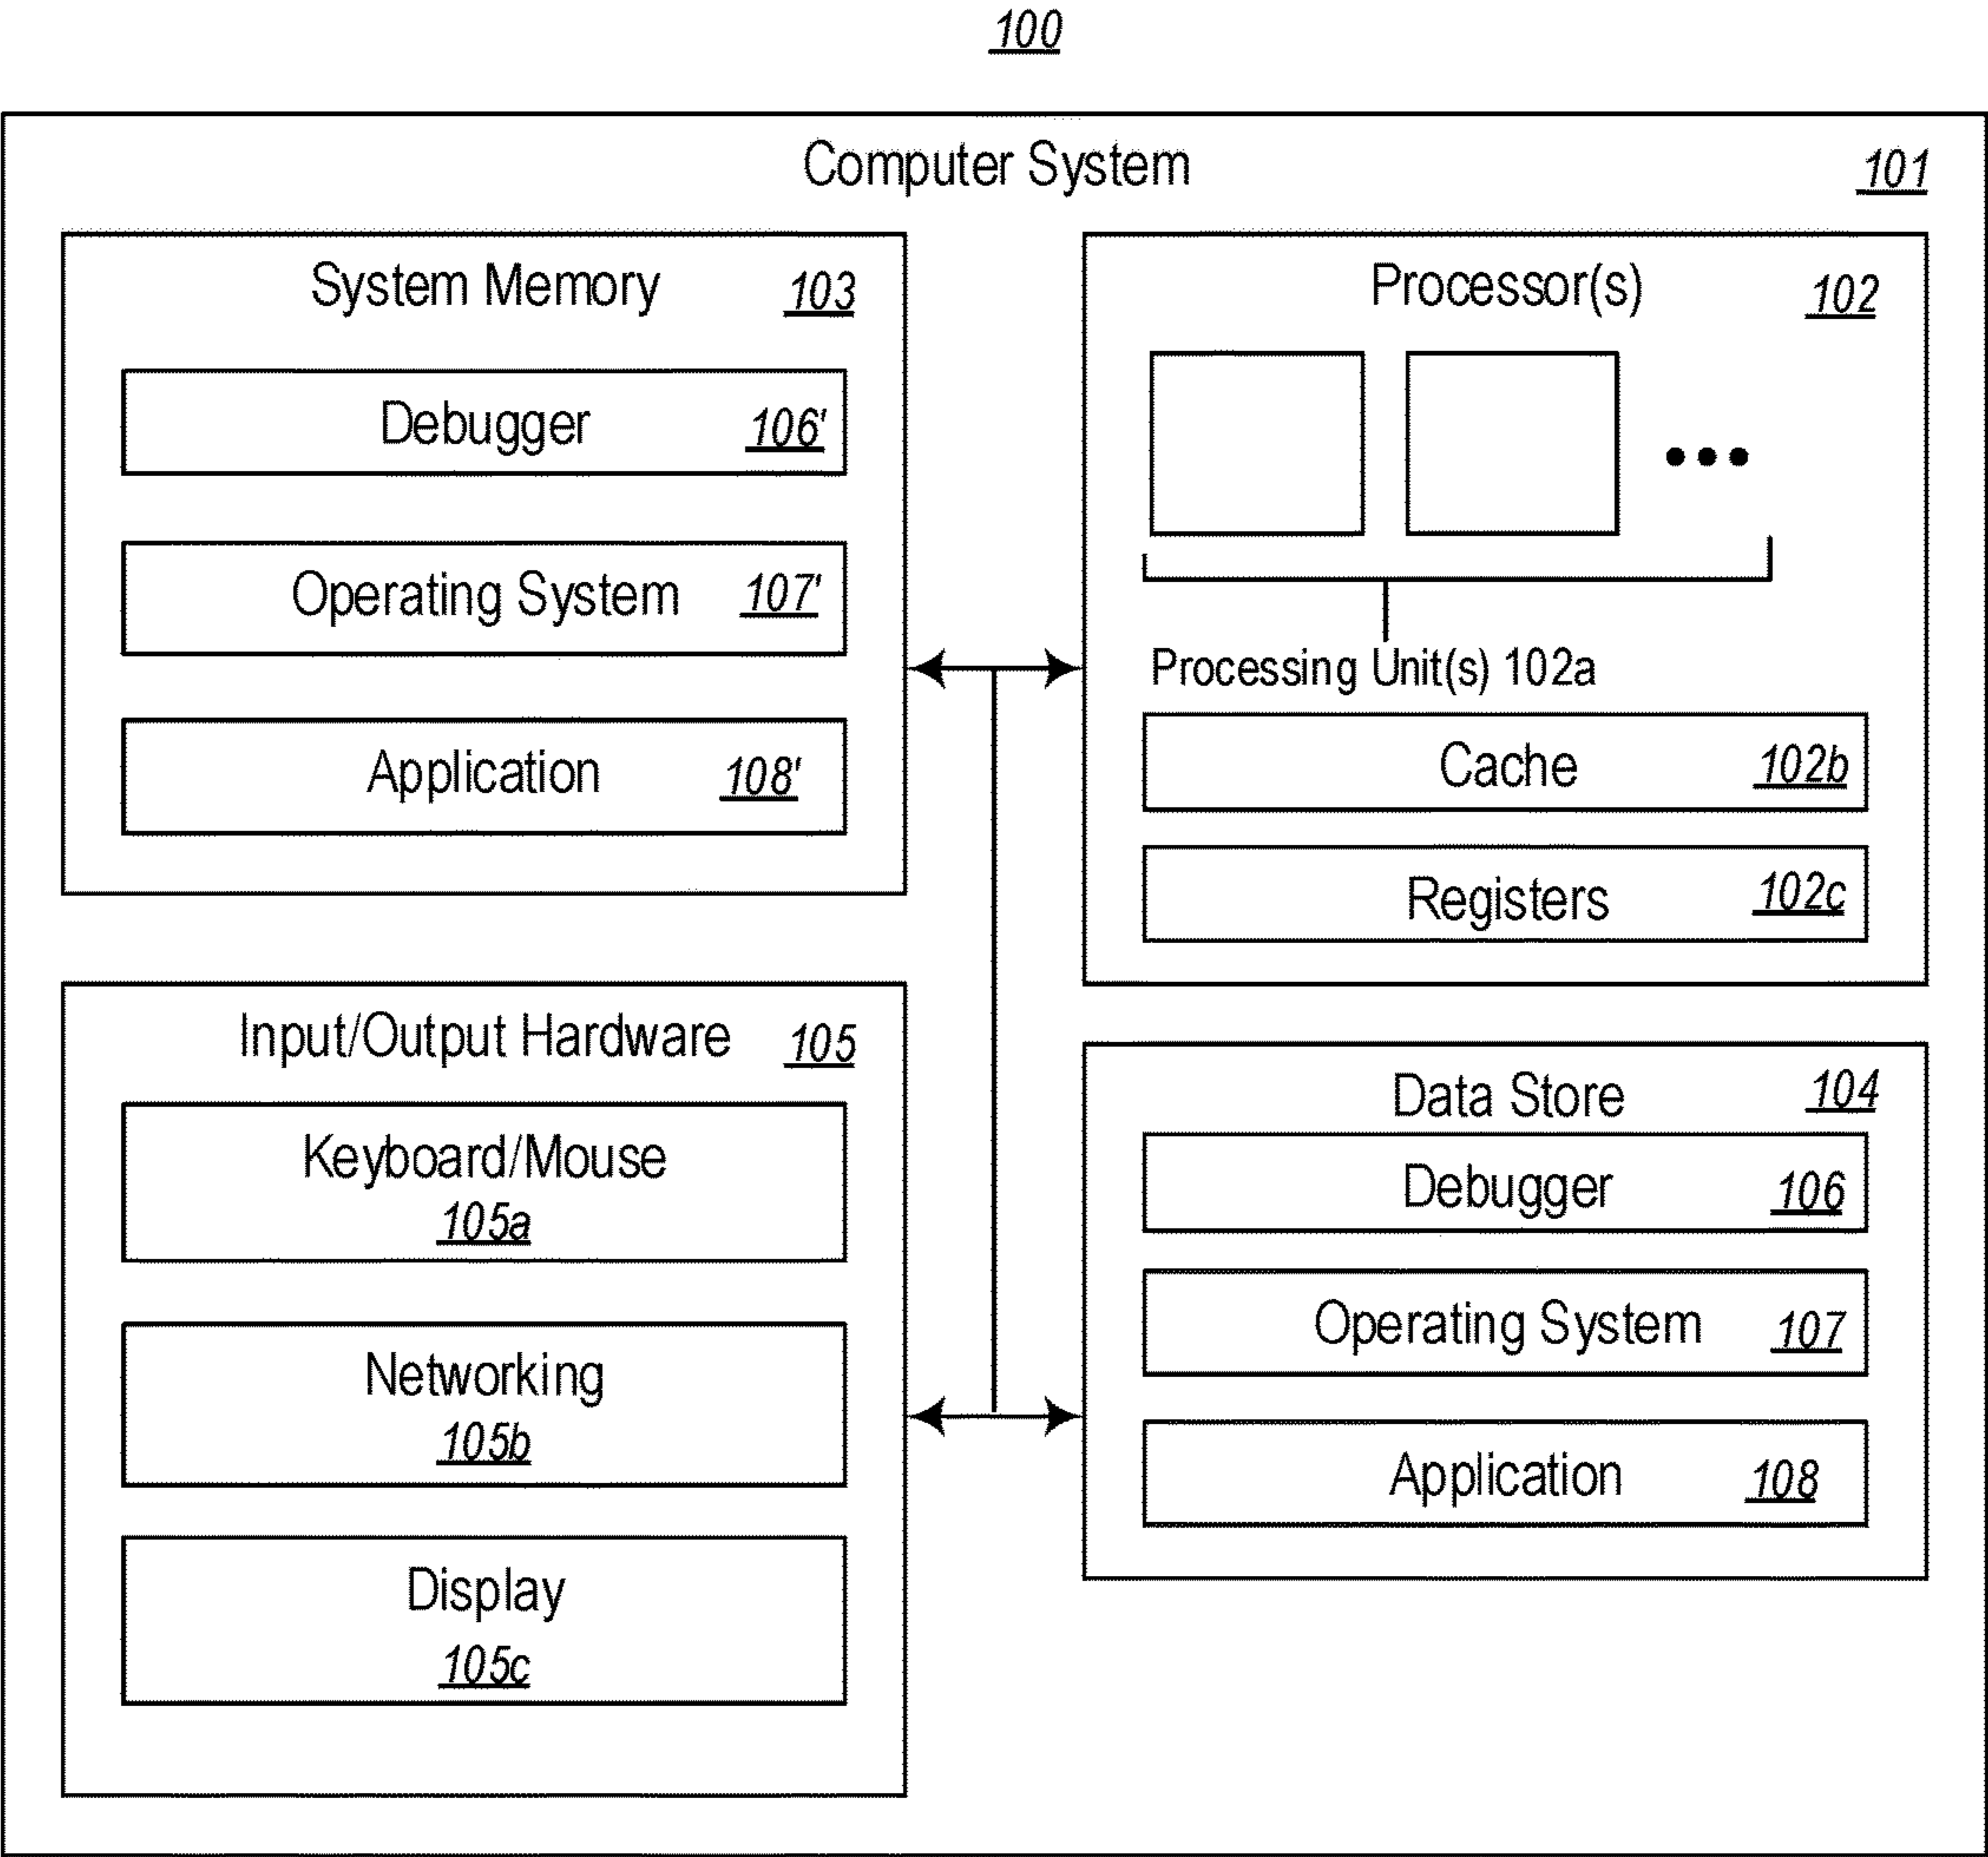 100
Computer System 101
System Memory 103
Debugger 106'
Operating System 107'
Application 108'
Processor(s) 102
Processing Unit(s) 102a
Cache 102b
Registers 102c
Input/Output Hardware 105
Keyboard/Mouse
105a
Networking
105b
Display
105c
Data Store 104
Debugger 106
Operating System 107
Application 108